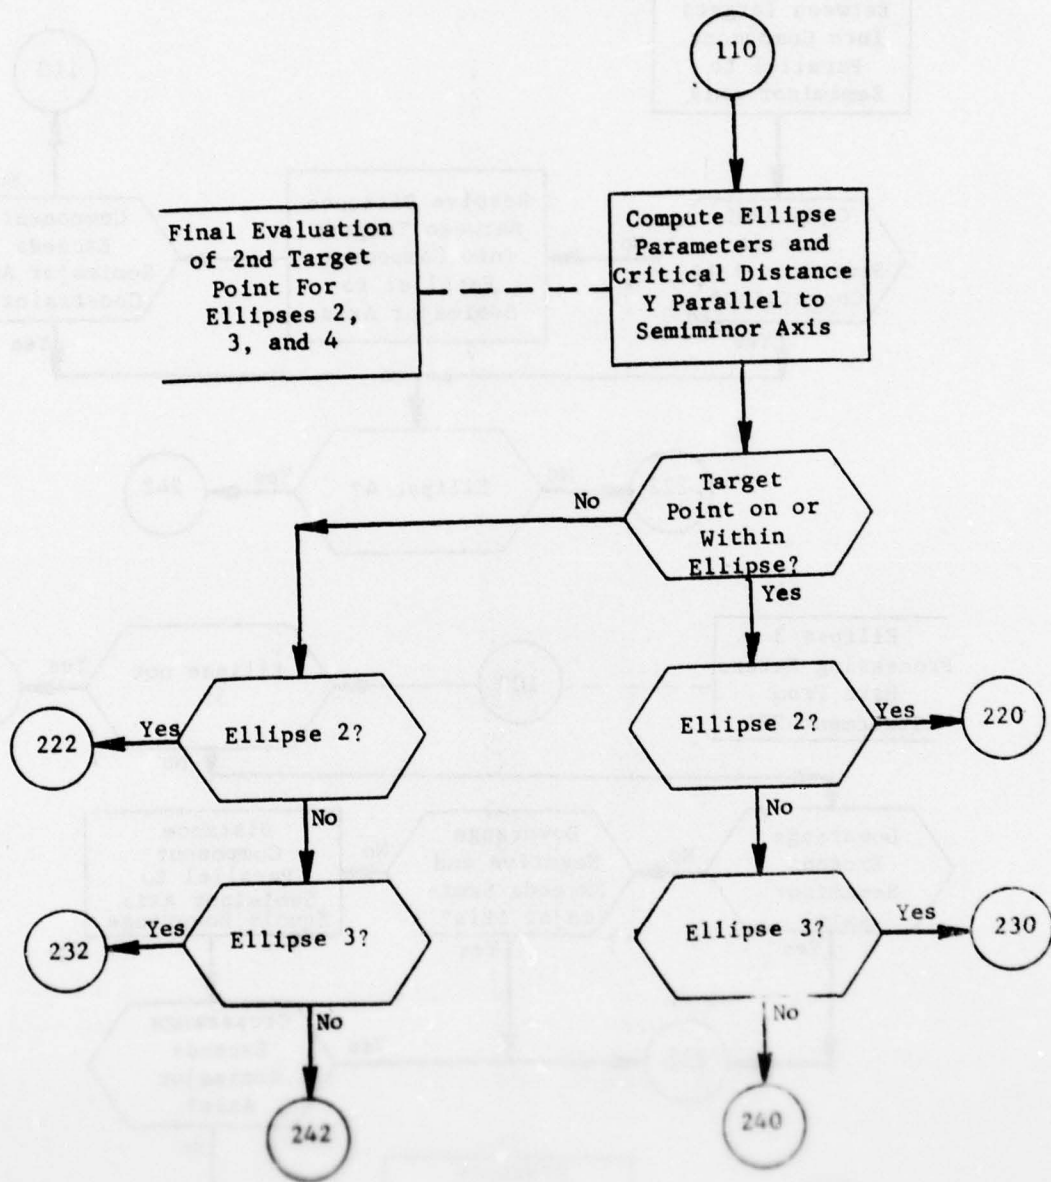 110
Final Evaluation
of 2nd Target
Point For
Ellipses 2,
3, and 4
Compute Ellipse
Parameters and
Critical Distance
Y Parallel to
Semiminor Axis
Target
Point on or
Within
Ellipse?
No
Yes
Ellipse 2?
Yes
222
No
Ellipse 2?
Yes
220
No
Ellipse 3?
Yes
232
No
Ellipse 3?
Yes
230
No
242
240